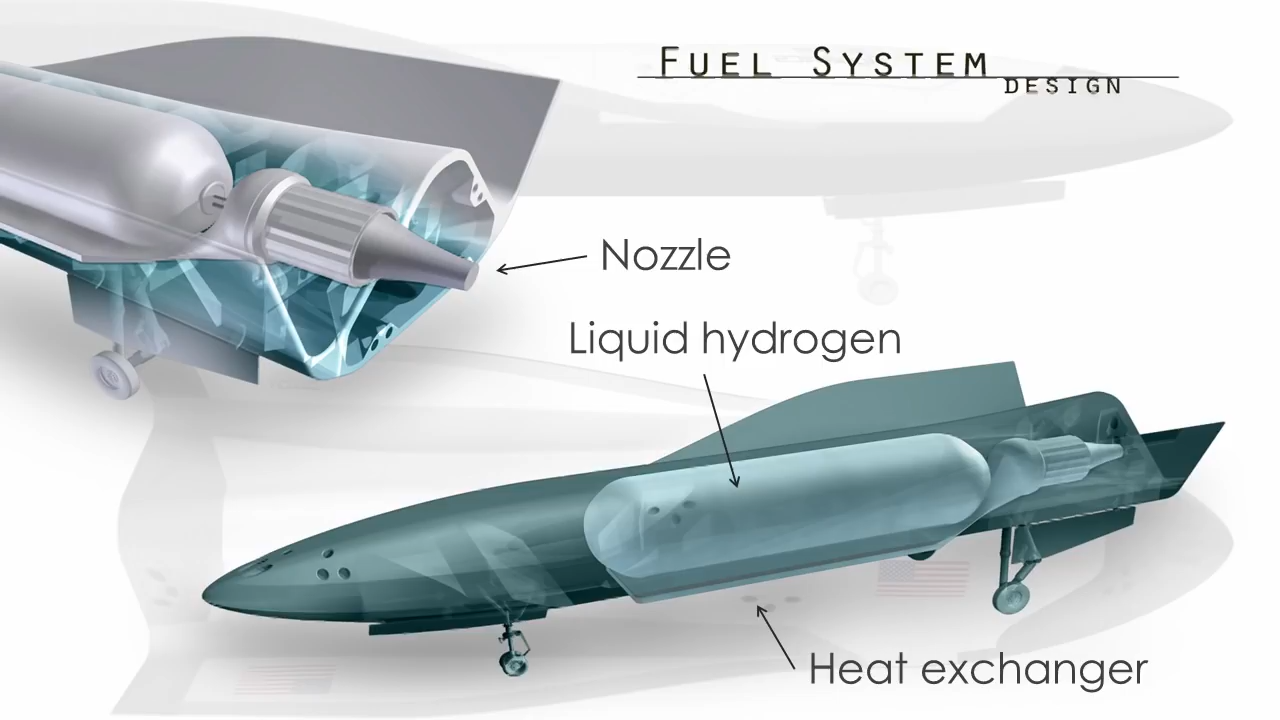 FUEL SYSTEM
DESIGN
Nozzle
Liquid hydrogen
Heat exchanger